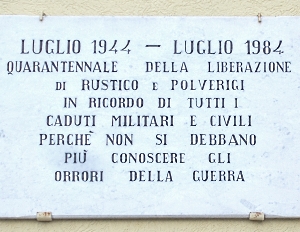 LUGLIO 1944 — LUGLIO 1984
QUARANTENNALE DELLA LIBERAZIONE
DI RUSTICO E POLVERIGI
IN RICORDO DI TUTTI I
CADUTI MILITARI E CIVILI
PERCHÈ NON SI DEBBANO
PIÙ CONOSCERE GLI
ORRORI DELLA GUERRA